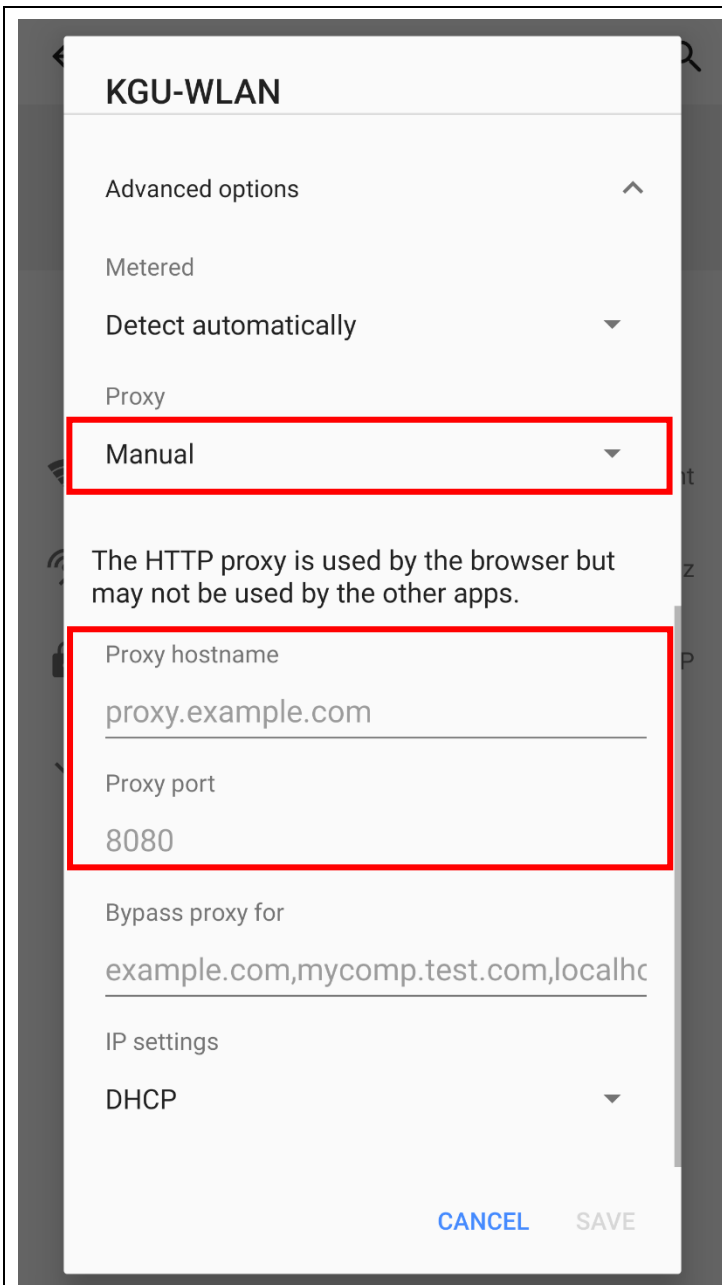 KGU-WLAN
Advanced options
Metered
Detect automatically
Proxy
Manual
nt
The HTTP proxy is used by the browser but
z
may not be used by the other apps.
Proxy hostname
P
proxy.example.com
Proxy port
8080
Bypass proxy for
example.com,mycomp.test.com,localhc
IP settings
DHCP
CANCEL SAVE